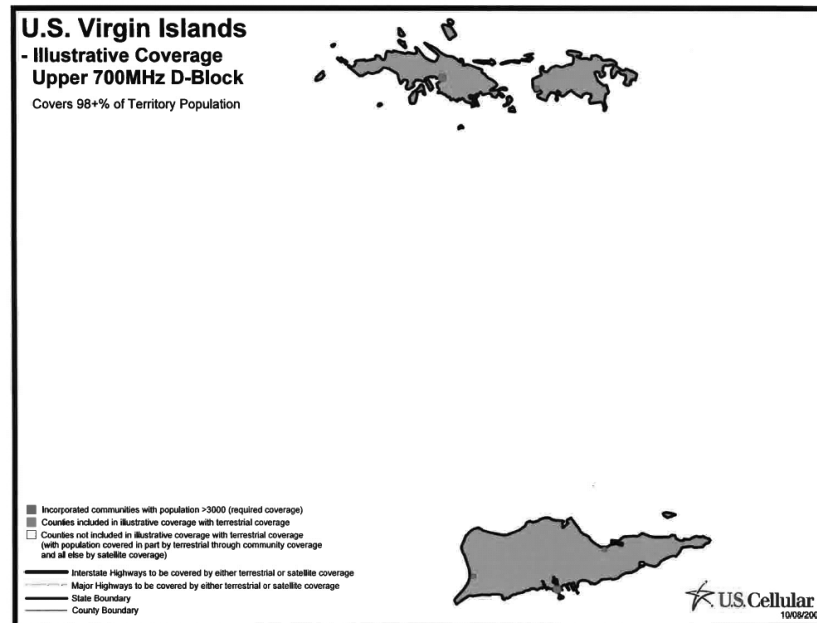 U.S. Virgin Islands
- Illustrative Coverage
Upper 700MHz D-Block
Covers 98+% of Territory Population
Incorporated communities with population >3000 (required coverage)
Counties included in illustrative coverage with terrestrial coverage
Counties not included in illustrative coverage with terrestrial coverage
(with population covered in part by terrestrial through community coverage
and all else by satellite coverage)
Interstate Highways to be covered by either terrestrial or satellite coverage
Major Highways to be covered by either terrestrial or satellite coverage
State Boundary
County Boundary
U.S. Cellular